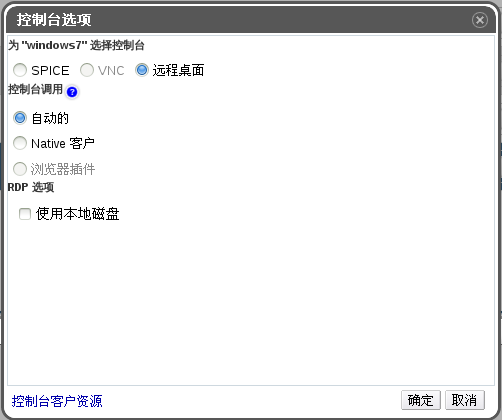 控制台选项
为 "windows7" 选择控制台
SPICE VNC 远程桌面
控制台调用 ?
自动的
Native 客户
浏览器插件
RDP 选项
使用本地磁盘
控制台客户资源 确定 取消